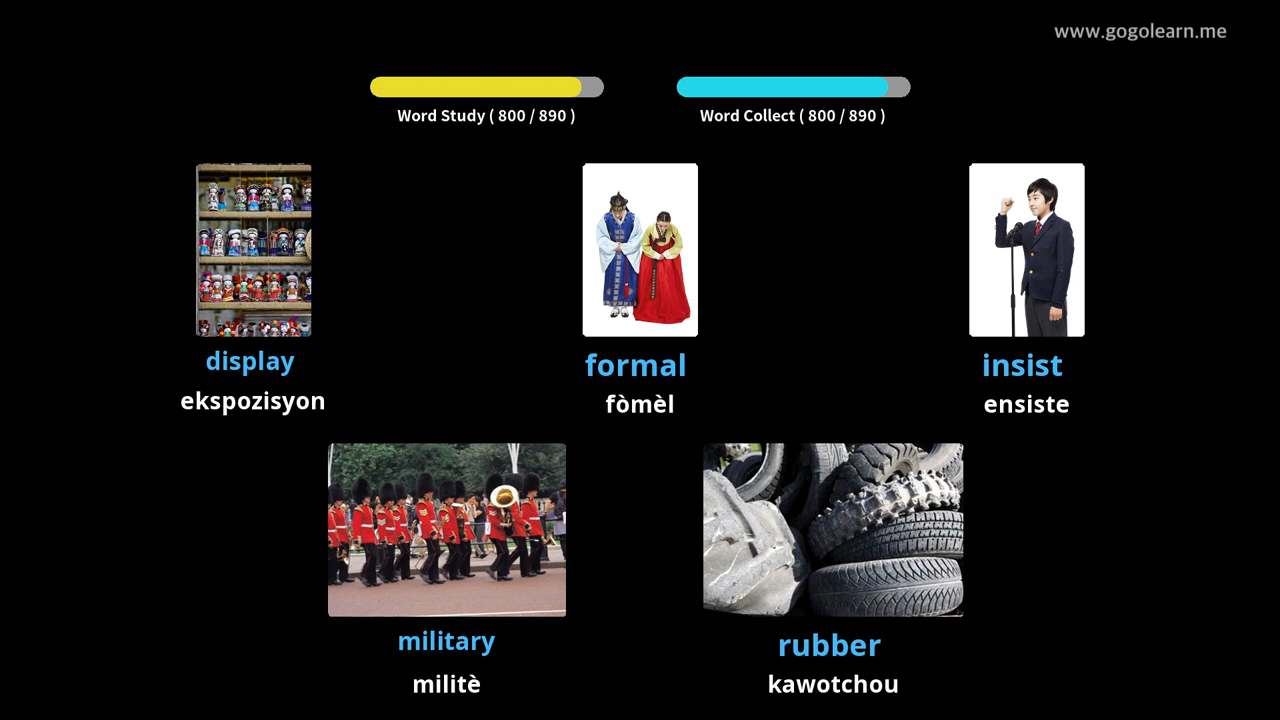 www.gogolearn.me
Word Study ( 800 / 890 )
Word Collect ( 800 / 890 )
display
ekspozisyon
formal
fòmèl
insist
ensiste
military
militè
rubber
kawotchou